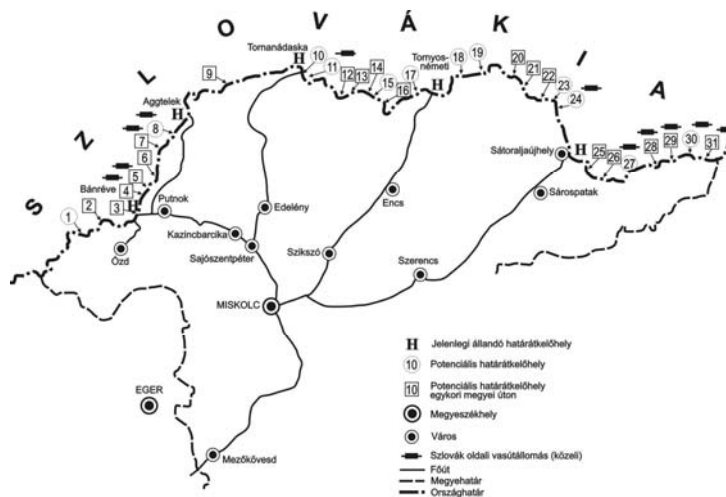 S Z L O V Á K I A
Tornanádaska
Tornyos-
németi
Aggtelek
Bánréve
Sátoraljaújhely
1
2
3
4
5
6
7
8
9
10
11
12
13
14
15
16
17
18
19
20
21
22
23
24
25
26
27
28
29
30
31
H
H
H
H
H
Putnok
Ózd
Kazincbarcika
Sajószentpéter
Edelény
Encs
Szikszó
Szerencs
Sárospatak
MISKOLC
EGER
Mezőkövesd
H Jelenlegi állandó határátkelőhely
10 Potenciális határátkelőhely
10 Potenciális határátkelőhely
egykori megyei úton
Megyeszékhely
Város
Szlovák oldali vasútállomás (közeli)
Főút
Megyehatár
Országhatár